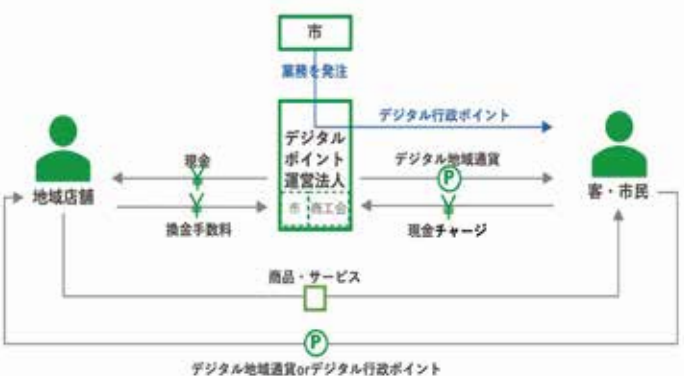 市
業務を発注
デジタル行政ポイント
デジタル
ポイント
運営法人
市 商工会
現金
¥
地域店舗
¥
換金手数料
デジタル地域通貨
P
客・市民
¥
現金チャージ
商品・サービス
P
デジタル地域通貨orデジタル行政ポイント